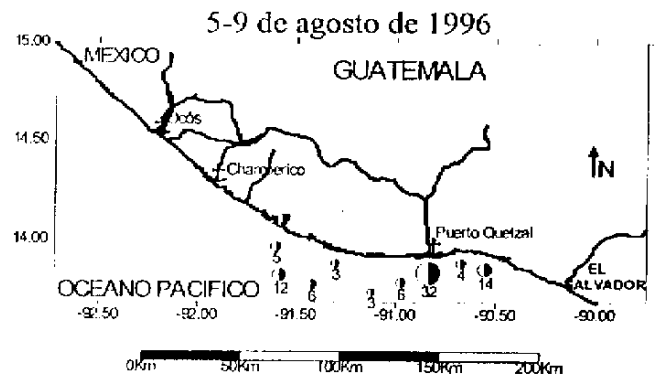 5-9 de agosto de 1996
15.00
MEXICO
GUATEMALA
Ocós
14.50
N
Champerico
14.00
Puerto Quetzal
5
3
4
EL
12
6
3
6
32
14
OCEANO PACIFICO
-92.50
-92.00
-91.50
-91.00
-90.50
-90.00
0Km
50Km
100Km
150Km
200Km